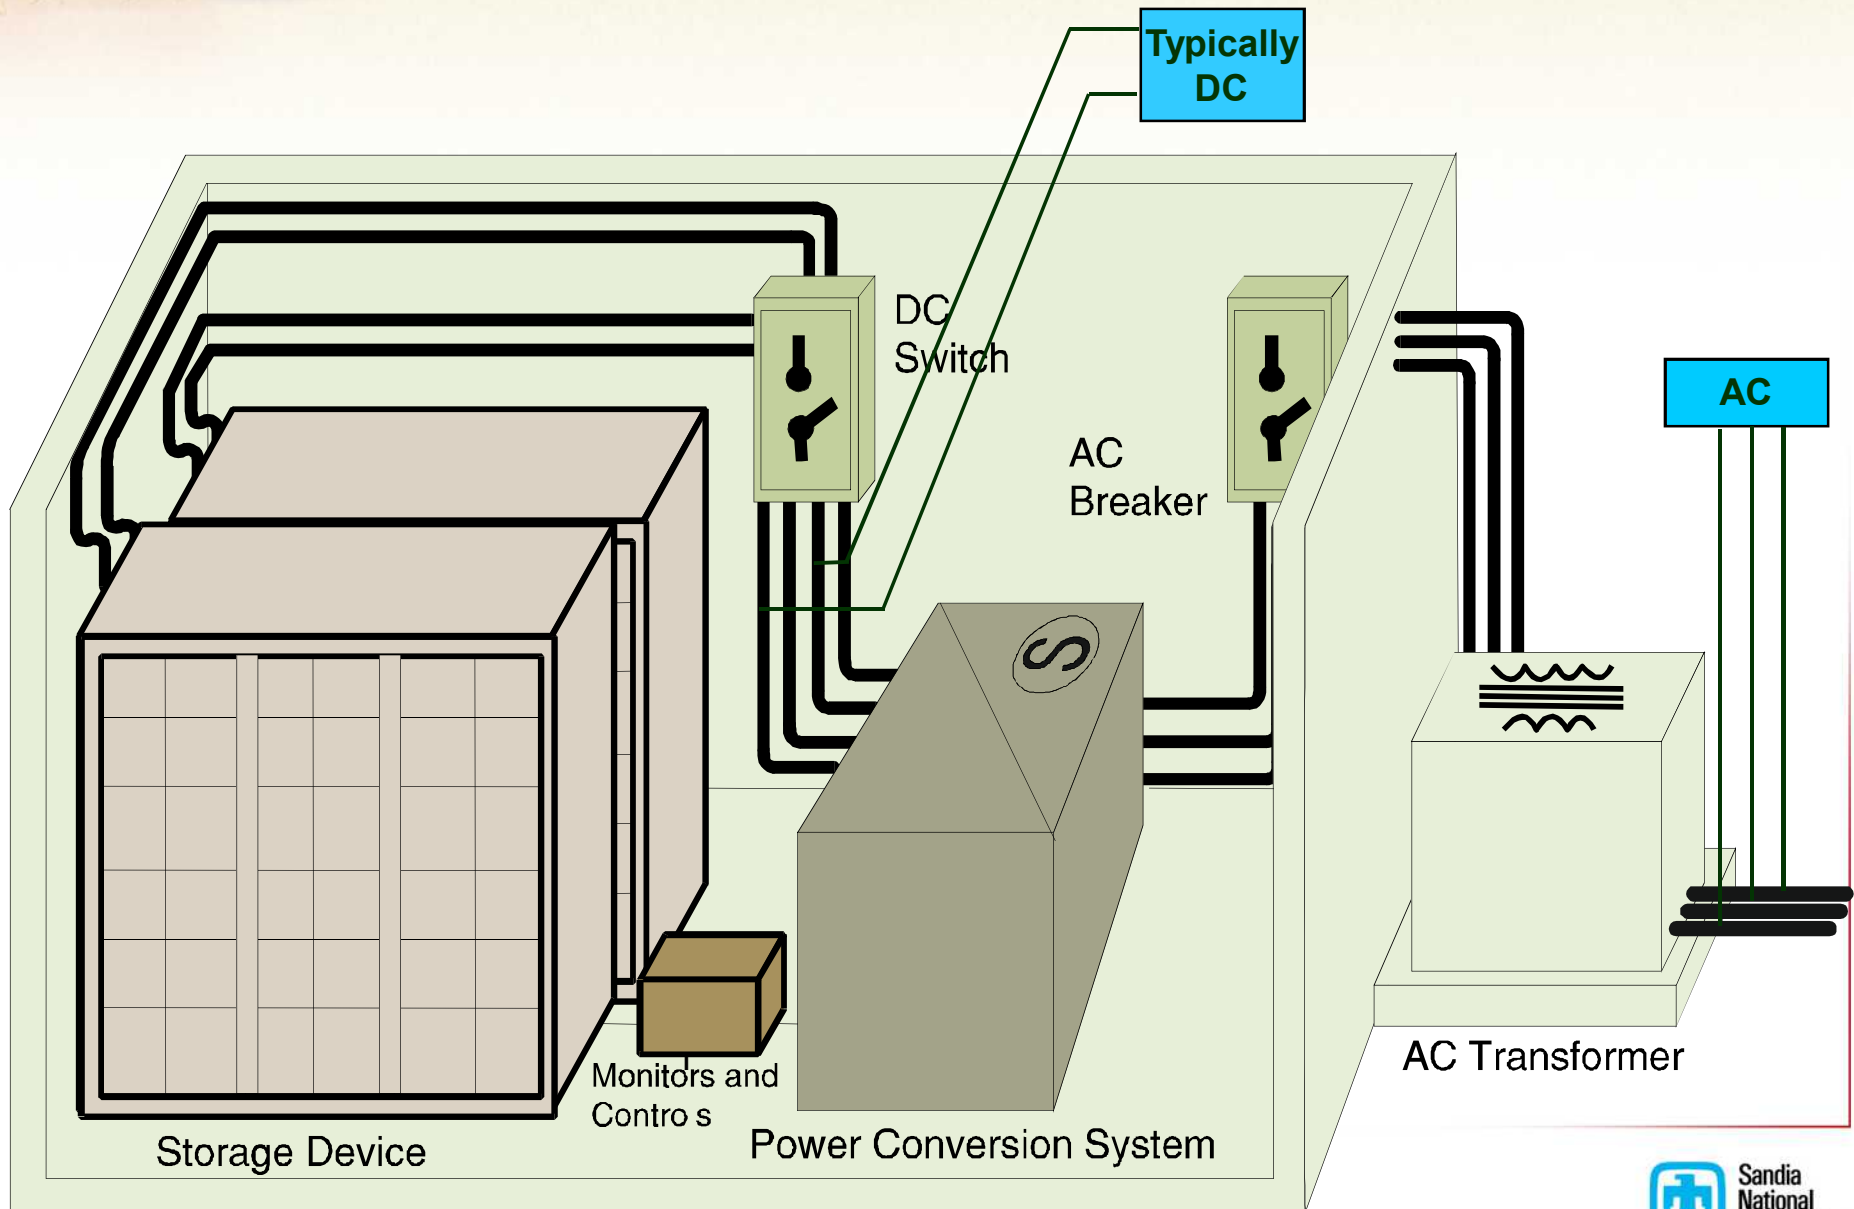 Typically
DC
DC
Switch
AC
AC
Breaker
S
Monitors and
Contro s
AC Transformer
Storage Device
Power Conversion System
Sandia
National